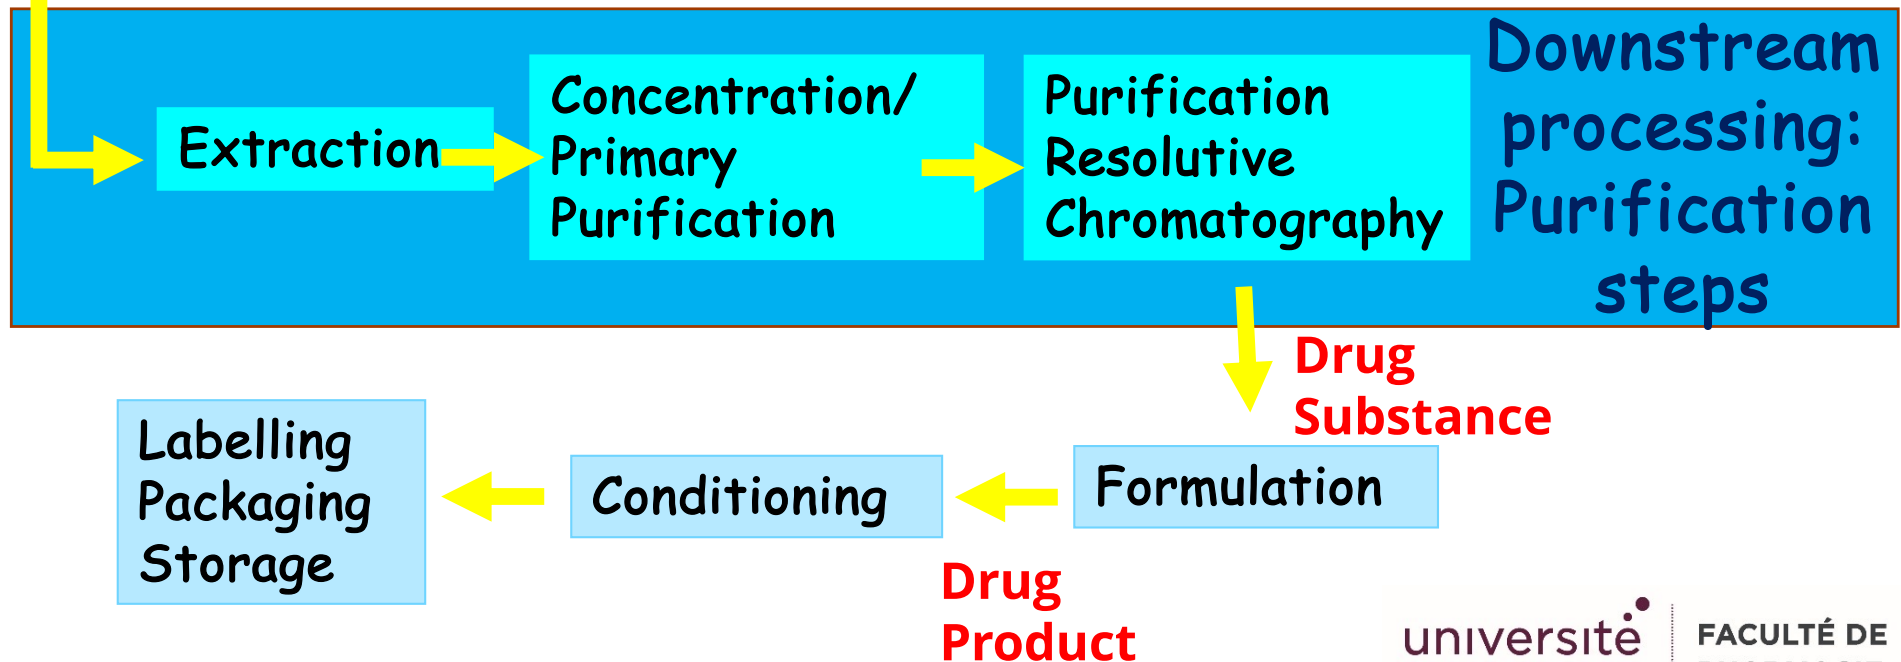 Extraction
Concentration/
Primary
Purification
Purification
Resolutive
Chromatography
Downstream
processing:
Purification
steps
Drug
Substance
Formulation
Conditioning
Drug
Product
Labelling
Packaging
Storage
universite
FACULTÉ DE